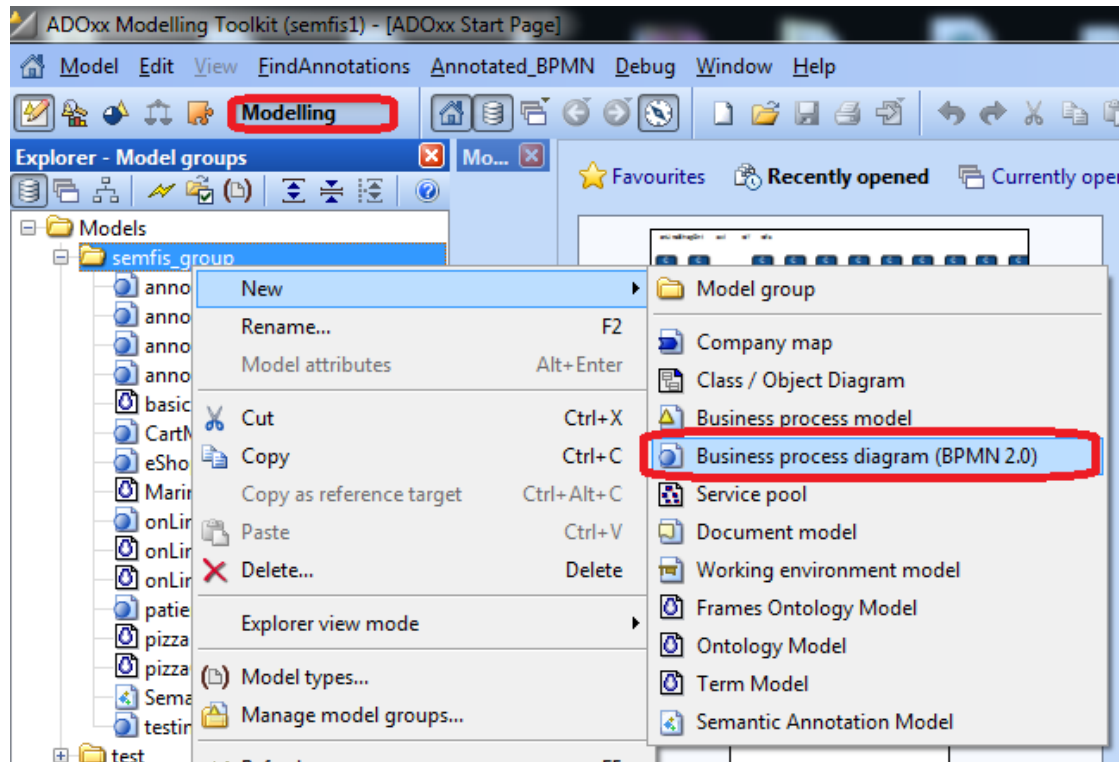 ADOxx Modelling Toolkit (semfis1) - [ADOxx Start Page]
Model Edit View FindAnnotations Annotated_BPMN Debug Window Help
Modelling
Explorer - Model groups
Mo...
Favourites Recently opened Currently oper
Models
semfis_group
anno
anno
anno
anno
basic
CartM
eSho
Marin
onLin
onLin
onLin
patie
pizza
pizza
Sema
testin
test
New
Rename... F2
Model attributes Alt+Enter
Cut Ctrl+X
Copy Ctrl+C
Copy as reference target Ctrl+Alt+C
Paste Ctrl+V
Delete... Delete
Explorer view mode
Model types...
Manage model groups...
Model group
Company map
Class / Object Diagram
Business process model
Business process diagram (BPMN 2.0)
Service pool
Document model
Working environment model
Frames Ontology Model
Ontology Model
Term Model
Semantic Annotation Model